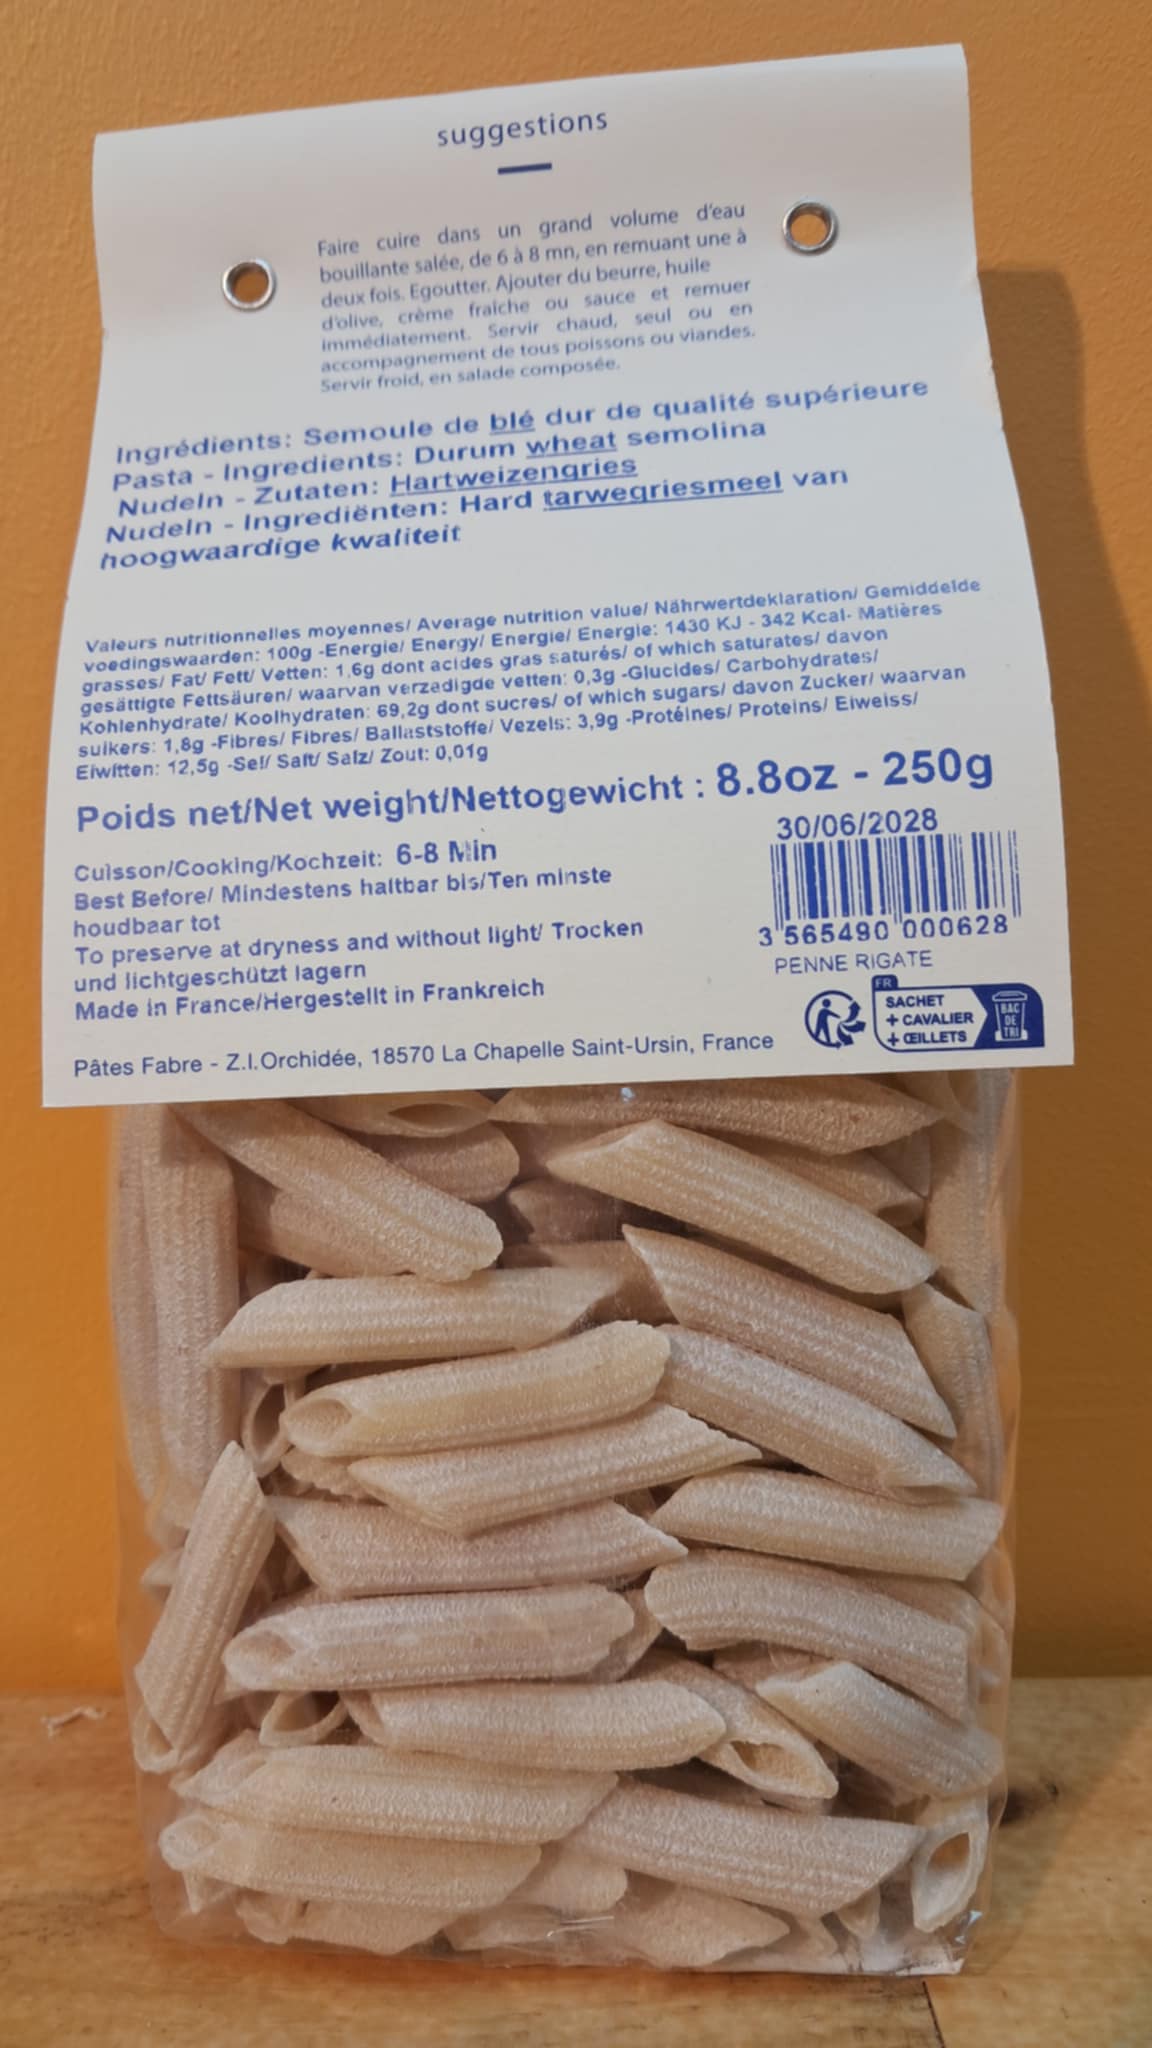 suggestions
Faire cuire dans un grand volume d'eau
bouillante salée, de 6 à 8 mn, en remuant une à
deux fois. Egoutter. Ajouter du beurre, huile
d'olive, crème fraîche ou sauce et remuer
immédiatement. Servir chaud, seul ou en
accompagnement de tous poissons ou viandes.
Servir froid, en salade composée.
Ingrédients: Semoule de blé dur de qualité supérieure
Pasta - Ingredients: Durum wheat semolina
Nudeln - Zutaten: Hartweizengries
Nudeln - Ingrediënten: Hard tarwegriesmeel van
hoogwaardige kwaliteit
Valeurs nutritionnelles moyennes/ Average nutrition value/ Nährwertdeklaration/ Gemiddelde
voedingswaarden: 100g -Energie/ Energy/ Energie/ Energie: 1430 KJ - 342 Kcal- Matières
grasses/ Fat/ Fett/ Vetten: 1,6g dont acides gras saturés/ of which saturates/ davon
gesättigte Fettsäuren/ waarvan verzadigde vetten: 0,3g -Glucides/ Carbohydrates/
Kohlenhydrate/ Koolhydraten: 69,2g dont sucres/ of which sugars/ davon Zucker/ waarvan
suikers: 1,8g -Fibres/ Fibres/ Ballaststoffe/ Vezels: 3,9g -Protéines/ Proteins/ Eiweiss/
Eiwitten: 12,5g -Sel/ Salt/ Salz/ Zout: 0,01g
Poids net/Net weight/Nettogewicht : 8.8oz - 250g
30/06/2028
Cuisson/Cooking/Kochzeit: 6-8 Min
Best Before/ Mindestens haltbar bis/Ten minste
houdbaar tot
To preserve at dryness and without light/ Trocken
und lichtgeschützt lagern
Made in France/Hergestellt in Frankreich
3 565490 000628
PENNE RIGATE
FR
SACHET
+ CAVALIER
+ ŒILLETS
BAC
DE
TRI
Pâtes Fabre - Z.I.Orchidée, 18570 La Chapelle Saint-Ursin, France